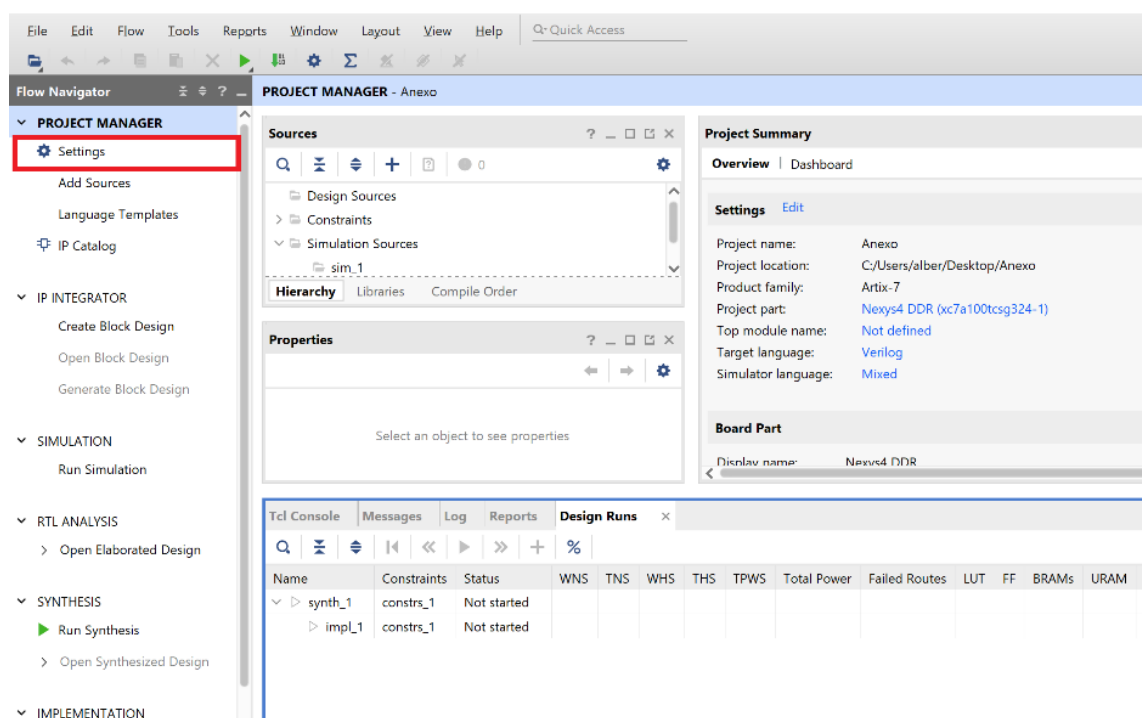 File Edit Flow Tools Reports Window Layout View Help Quick Access
Flow Navigator
PROJECT MANAGER
Settings
Add Sources
Language Templates
IP Catalog
IP INTEGRATOR
Create Block Design
Open Block Design
Generate Block Design
SIMULATION
Run Simulation
RTL ANALYSIS
Open Elaborated Design
SYNTHESIS
Run Synthesis
Open Synthesized Design
IMPLEMENTATION
PROJECT MANAGER - Anexo
Sources
0
Design Sources
Constraints
Simulation Sources
sim_1
Hierarchy Libraries Compile Order
Properties
Select an object to see properties
Project Summary
Overview | Dashboard
Settings Edit
Project name: Anexo
Project location: C:/Users/alber/Desktop/Anexo
Product family: Artix-7
Project part: Nexys4 DDR (xc7a100tcsg324-1)
Top module name: Not defined
Target language: Verilog
Simulator language: Mixed
Board Part
Display name: Nexys4 DDR
Tcl Console Messages Log Reports Design Runs
Name Constraints Status WNS TNS WHS THS TPWS Total Power Failed Routes LUT FF BRAMs URAM
synth_1 constrs_1 Not started
impl_1 constrs_1 Not started